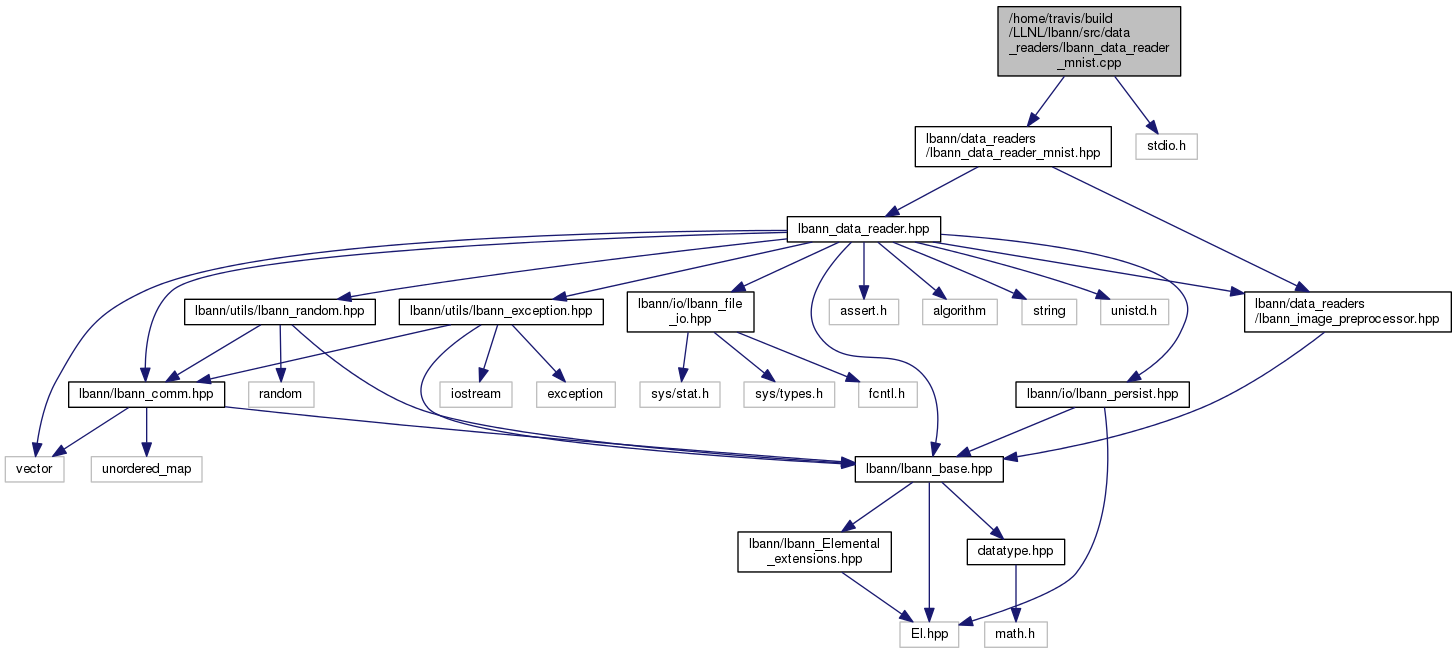 /home/travis/build
/LLNL/lbann/src/data
_readers/lbann_data_reader
_mnist.cpp
lbann/data_readers
/lbann_data_reader_mnist.hpp
stdio.h
lbann_data_reader.hpp
lbann/utils/lbann_random.hpp
lbann/utils/lbann_exception.hpp
lbann/io/lbann_file
_io.hpp
assert.h
algorithm
string
unistd.h
lbann/data_readers
/lbann_image_preprocessor.hpp
lbann/lbann_comm.hpp
random
iostream
exception
sys/stat.h
sys/types.h
fcntl.h
lbann/io/lbann_persist.hpp
vector
unordered_map
lbann/lbann_base.hpp
lbann/lbann_Elemental
_extensions.hpp
datatype.hpp
El.hpp
math.h